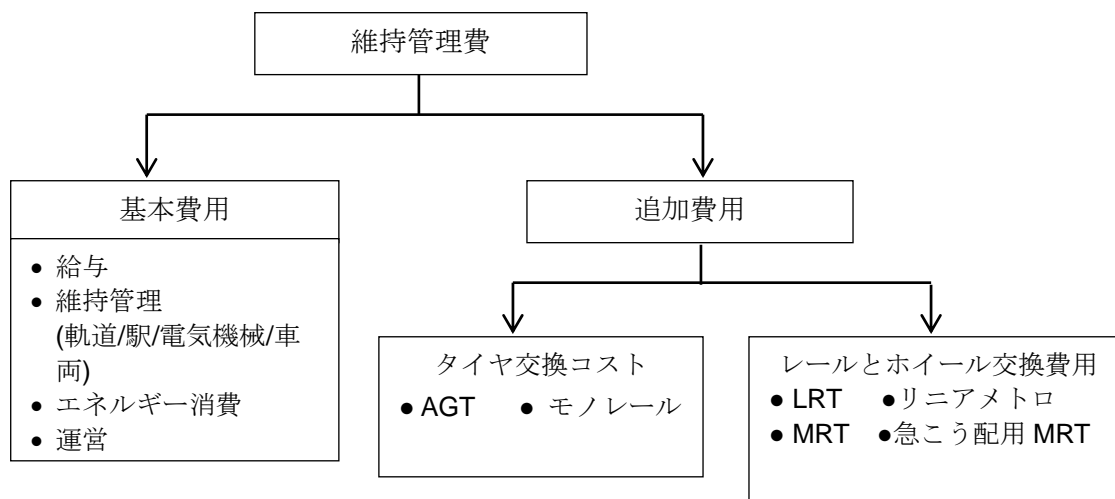 維持管理費
基本費用
● 給与
● 維持管理
(軌道/駅/電気機械/車
両)
● エネルギー消費
● 運営
追加費用
タイヤ交換コスト
● AGT ● モノレール
レールとホイール交換費用
● LRT ●リニアメトロ
● MRT ●急こう配用 MRT